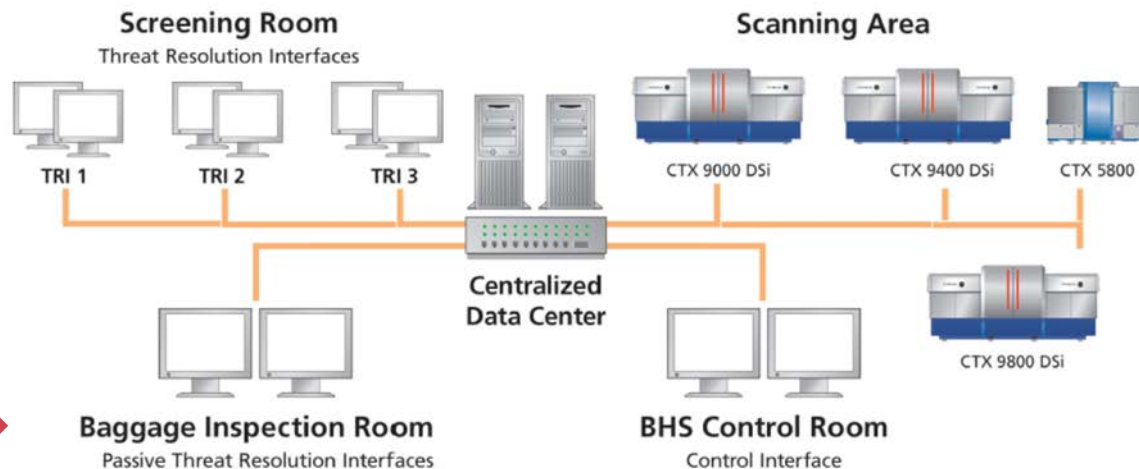 Screening Room
Threat Resolution Interfaces
TRI 1
TRI 2
TRI 3
Scanning Area
CTX 9000 DSi
CTX 9400 DSi
CTX 5800
CTX 9800 DSi
Centralized
Data Center
Baggage Inspection Room
Passive Threat Resolution Interfaces
BHS Control Room
Control Interface